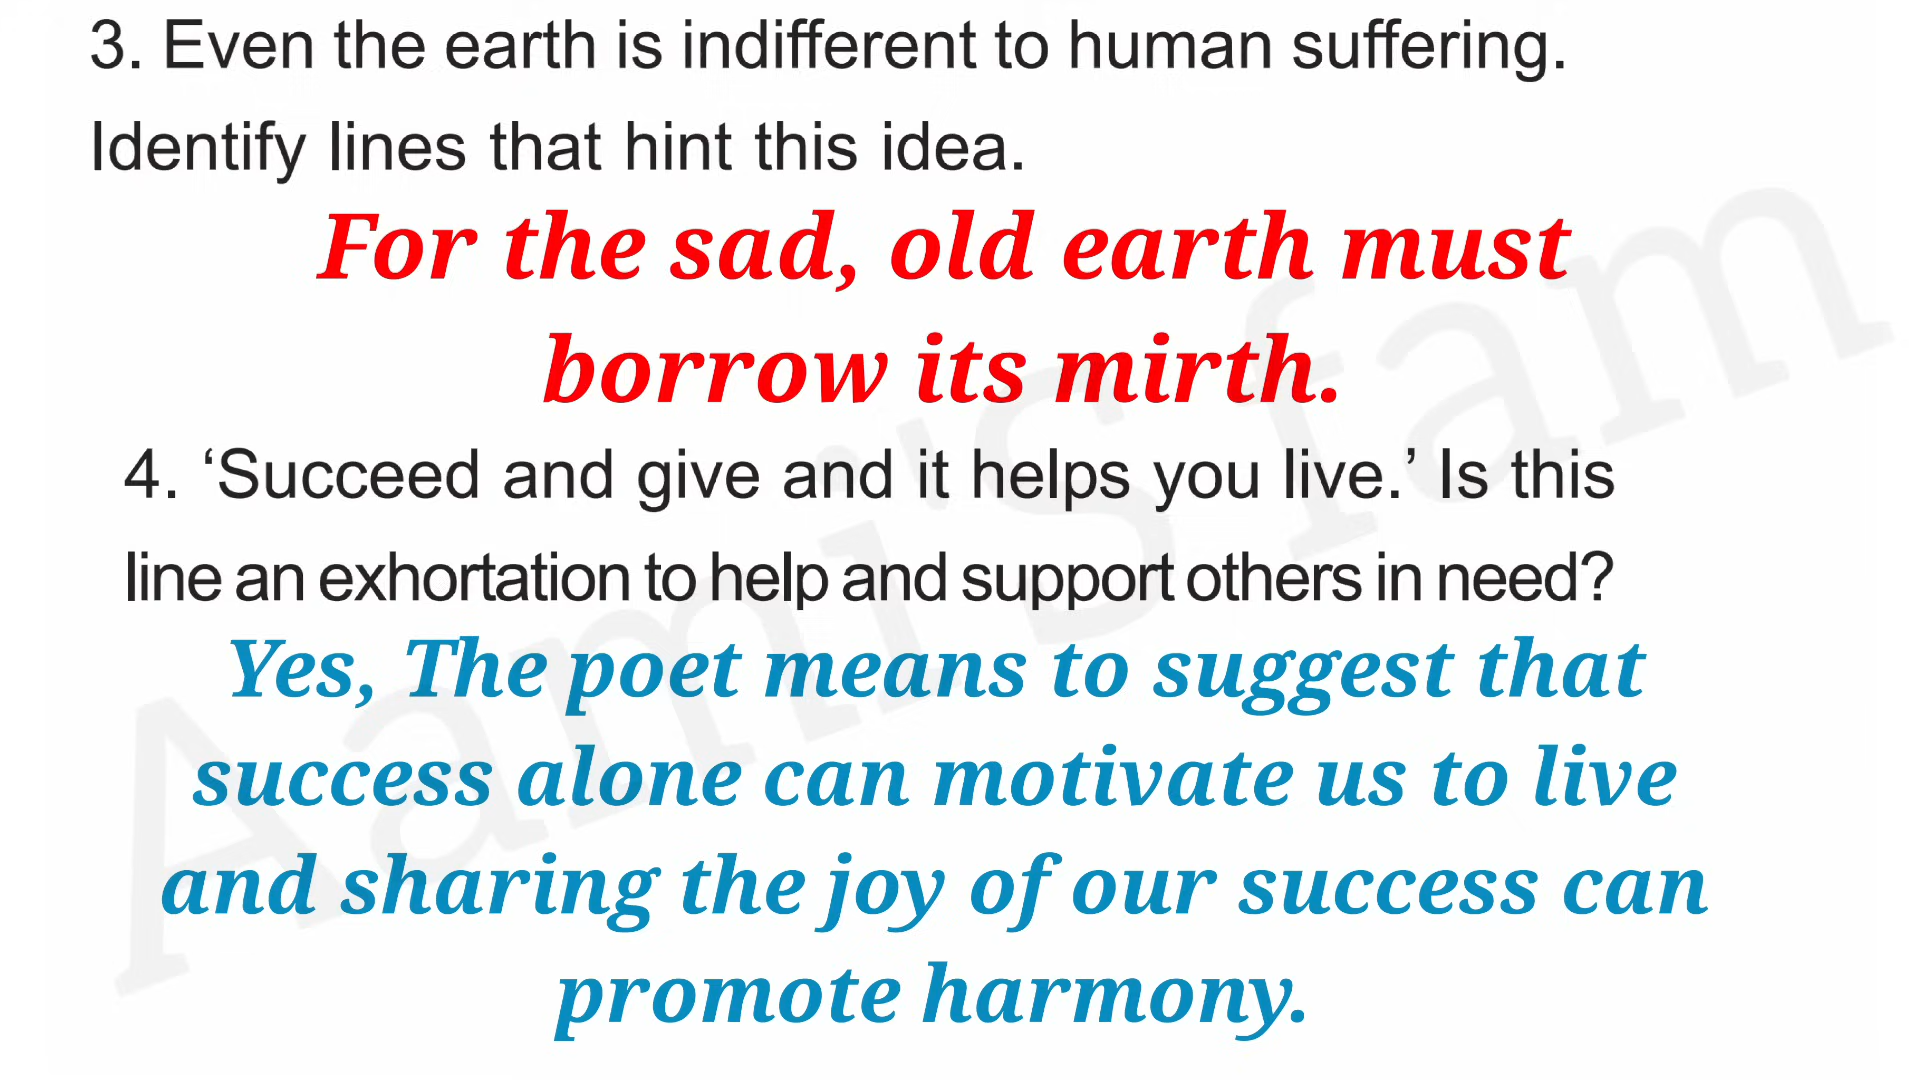 3. Even the earth is indifferent to human suffering.
Identify lines that hint this idea.
For the sad, old earth must
borrow its mirth.
4. ‘Succeed and give and it helps you live.’ Is this
line an exhortation to help and support others in need?
Yes, The poet means to suggest that
success alone can motivate us to live
and sharing the joy of our success can
promote harmony.
Aami'S fam